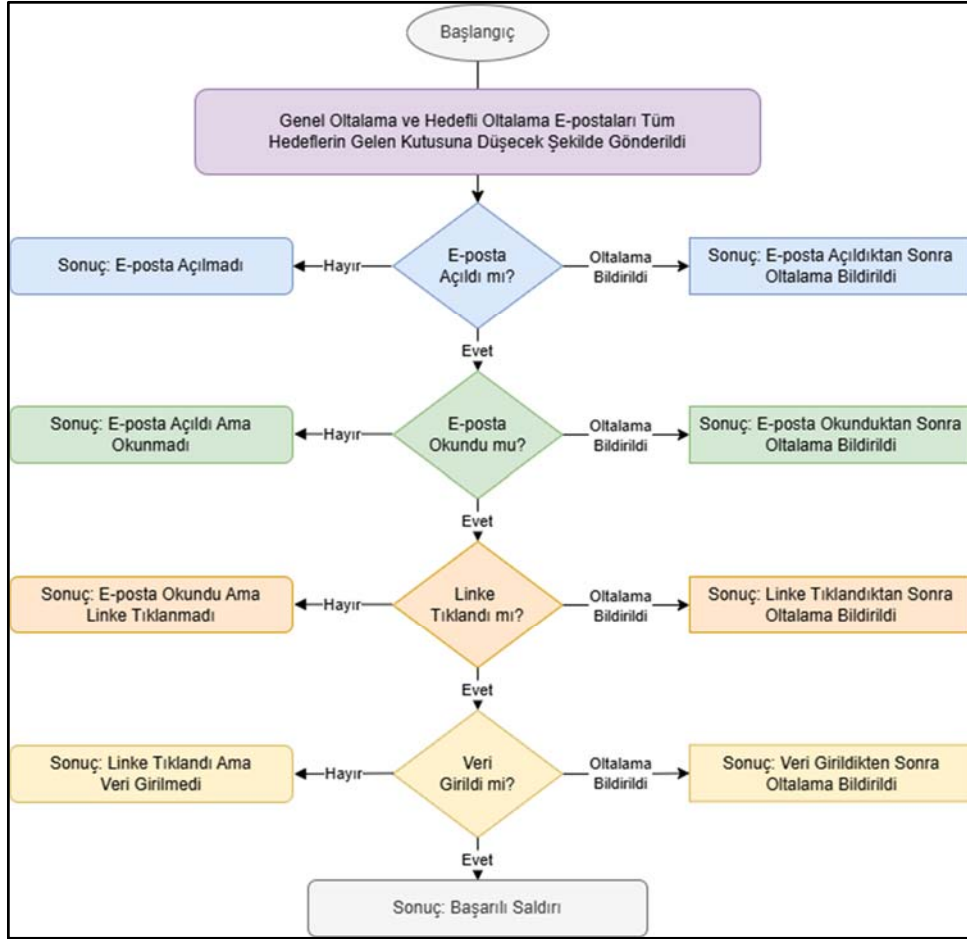 Başlangıç
Genel Oltalama ve Hedefli Oltalama E-postaları Tüm
Hedeflerin Gelen Kutusuna Düşecek Şekilde Gönderildi
Sonuç: E-posta Açılmadı
Hayır
E-posta
Açıldı mı?
Oltalama
Bildirildi
Sonuç: E-posta Açıldıktan Sonra
Oltalama Bildirildi
Evet
Sonuç: E-posta Açıldı Ama
Okunmadı
Hayır
E-posta
Okundu mu?
Oltalama
Bildirildi
Sonuç: E-posta Okunduktan Sonra
Oltalama Bildirildi
Evet
Sonuç: E-posta Okundu Ama
Linke Tıklanmadı
Hayır
Linke
Tıklandı mı?
Oltalama
Bildirildi
Sonuç: Linke Tıklandıktan Sonra
Oltalama Bildirildi
Evet
Sonuç: Linke Tıklandı Ama
Veri Girilmedi
Hayır
Veri
Girildi mi?
Oltalama
Bildirildi
Sonuç: Veri Girildikten Sonra
Oltalama Bildirildi
Evet
Sonuç: Başarılı Saldırı